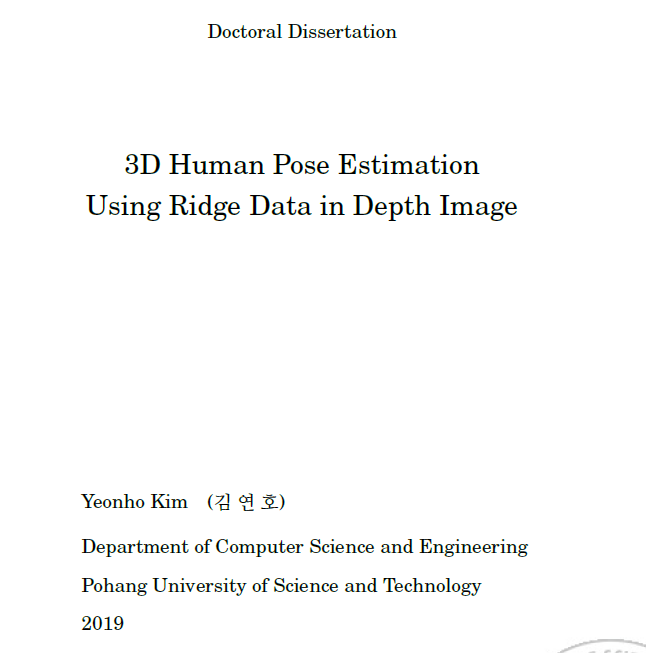 Doctoral Dissertation
3D Human Pose Estimation
Using Ridge Data in Depth Image
Yeonho Kim (김 연 호)
Department of Computer Science and Engineering
Pohang University of Science and Technology
2019